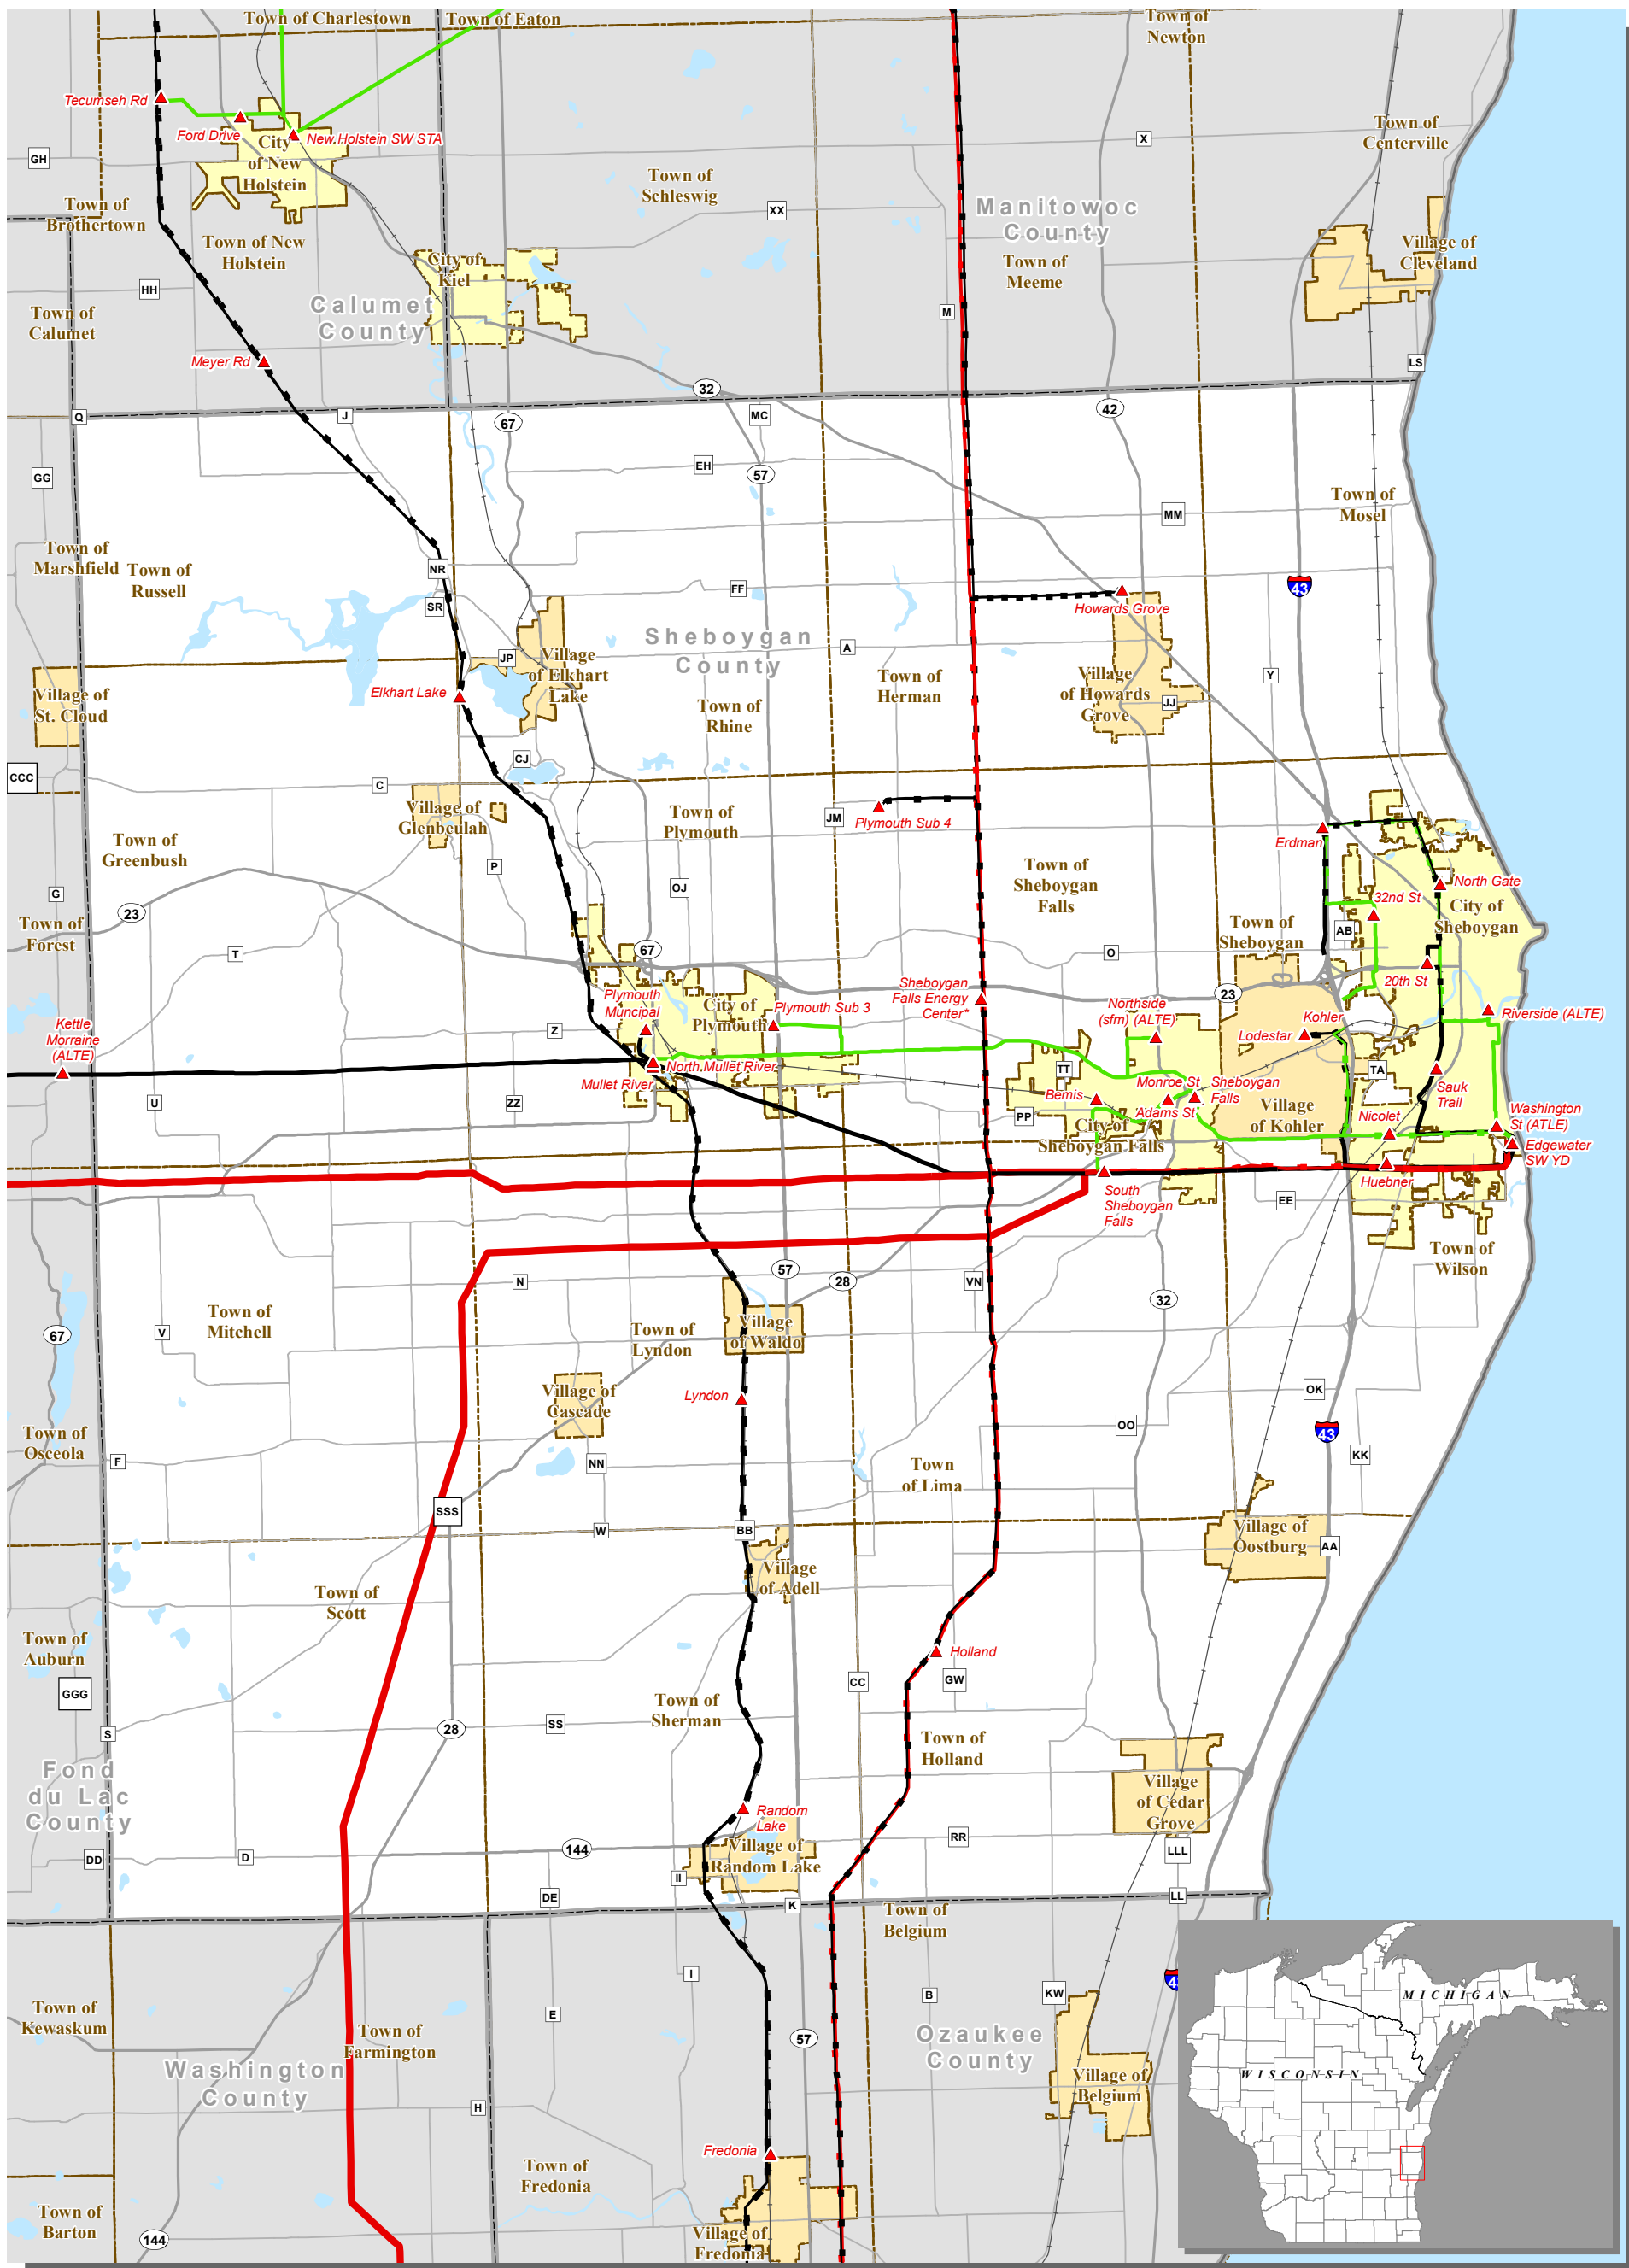 Town of Charlestown
Town of Eaton
Town of
Newton
Tecumseh Rd
Ford Drive
New Holstein SW STA
City
of New
Holstein
Town of
Centerville
X
GH
Town of
Schleswig
XX
Manitowoc
County
Town of
Brothertown
Town of New
Holstein
City of
Kiel
Town of
Meeme
Village of
Cleveland
HH
Calumet
County
Town of
Calumet
M
Meyer Rd
LS
32
Q
J
67
MC
42
GG
EH
57
Town of
Mosel
MM
Town of
Marshfield
Town of
Russell
NR
SR
FF
43
Howards Grove
Sheboygan
County
A
JP
Village
of Elkhart
Lake
Elkhart Lake
Town of
Herman
Village
of Howards
Grove
Y
JJ
Village of
St. Cloud
Town of
Rhine
CJ
CCC
C
Village of
Glenbeulah
Town of
Plymouth
JM
Plymouth Sub 4
Town of
Greenbush
Erdman
P
Town of
Sheboygan
Falls
OJ
G
North Gate
32nd St
City of
Sheboygan
23
Town of
Forest
T
67
Town of
Sheboygan
AB
O
20th St
Sheboygan
Falls Energy
Center*
23
Plymouth
Muncipal
City of
Plymouth
Plymouth Sub 3
Northside
(sfm) (ALTE)
Kohler
Riverside (ALTE)
Kettle
Morraine
(ALTE)
Z
Lodestar
North Mullet River
Mullet River
TT
TA
Monroe St
Sheboygan
Falls
Sauk
Trail
Bemis
U
ZZ
PP
Adams St
Village
of Kohler
Nicolet
Washington
St (ATLE)
City of
Sheboygan Falls
Edgewater
SW YD
Huebner
South
Sheboygan
Falls
EE
Town of
Wilson
57
28
N
VN
32
Town of
Mitchell
V
67
Town of
Lyndon
Village
of Waldo
Lyndon
Village of
Cascade
OK
OO
43
Town of
Osceola
F
NN
KK
Town
of Lima
SSS
W
BB
Village of
Oostburg
AA
Village
of Adell
Town of
Scott
Town of
Auburn
Holland
GGG
CC
GW
Town of
Sherman
SS
28
S
Town of
Holland
Fond
du Lac
County
Village
of Cedar
Grove
Random
Lake
RR
144
DD
D
Village of
Random Lake
LLL
II
DE
K
LL
Town of
Belgium
I
B
KW
E
MICHIGAN
Town of
Kewaskum
Town of
Farmington
57
Ozaukee
County
Washington
County
WISCONSIN
Village of
Belgium
H
Fredonia
Town of
Fredonia
Town of
Barton
144
Village of
Fredonia